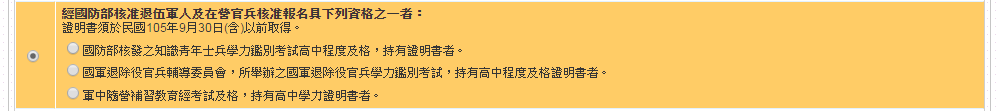 經國防部核准退伍軍人及在營官兵核准報名具下列資格之一者：
證明書須於民國105年9月30日(含)以前取得。
國防部核發之知識青年士兵學力鑑別考試高中程度及格，持有證明書者。
國軍退除役官兵輔導委員會，所舉辦之國軍退除役官兵學力鑑別考試，持有高中程度及格證明書者。
軍中隨營補習教育經考試及格，持有高中學力證明書者。